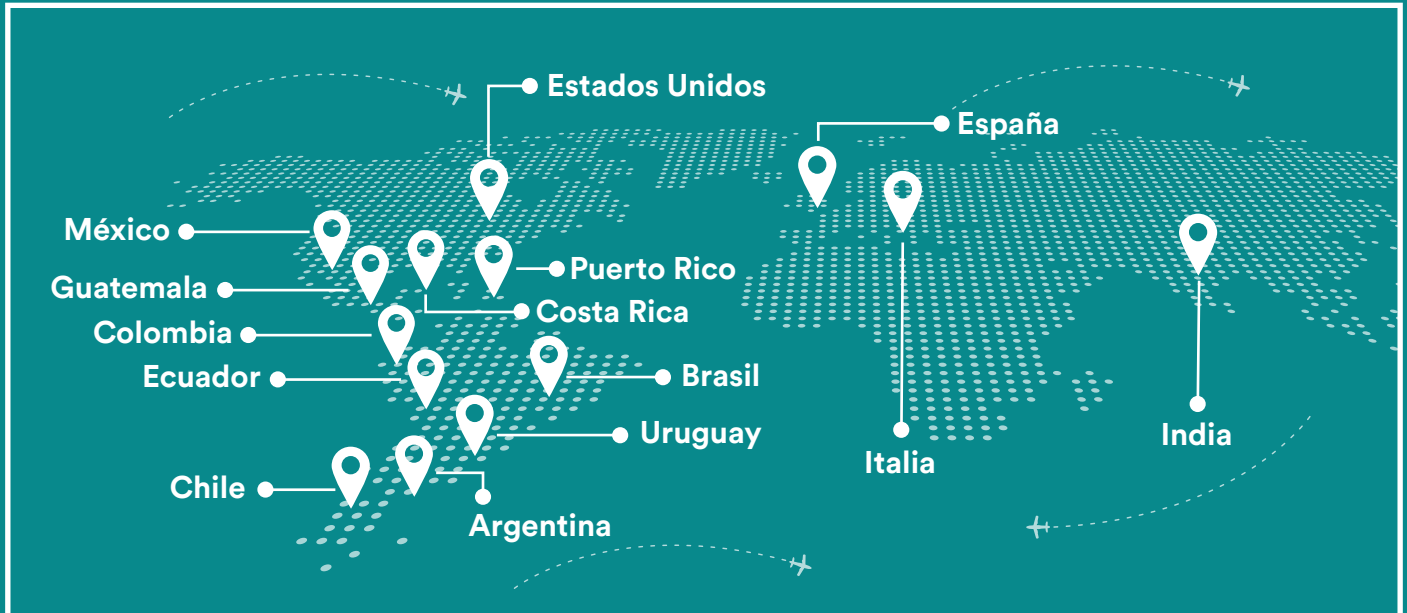 Estados Unidos
España
México
Guatemala
Puerto Rico
Costa Rica
Colombia
Ecuador
Brasil
Uruguay
India
Italia
Chile
Argentina